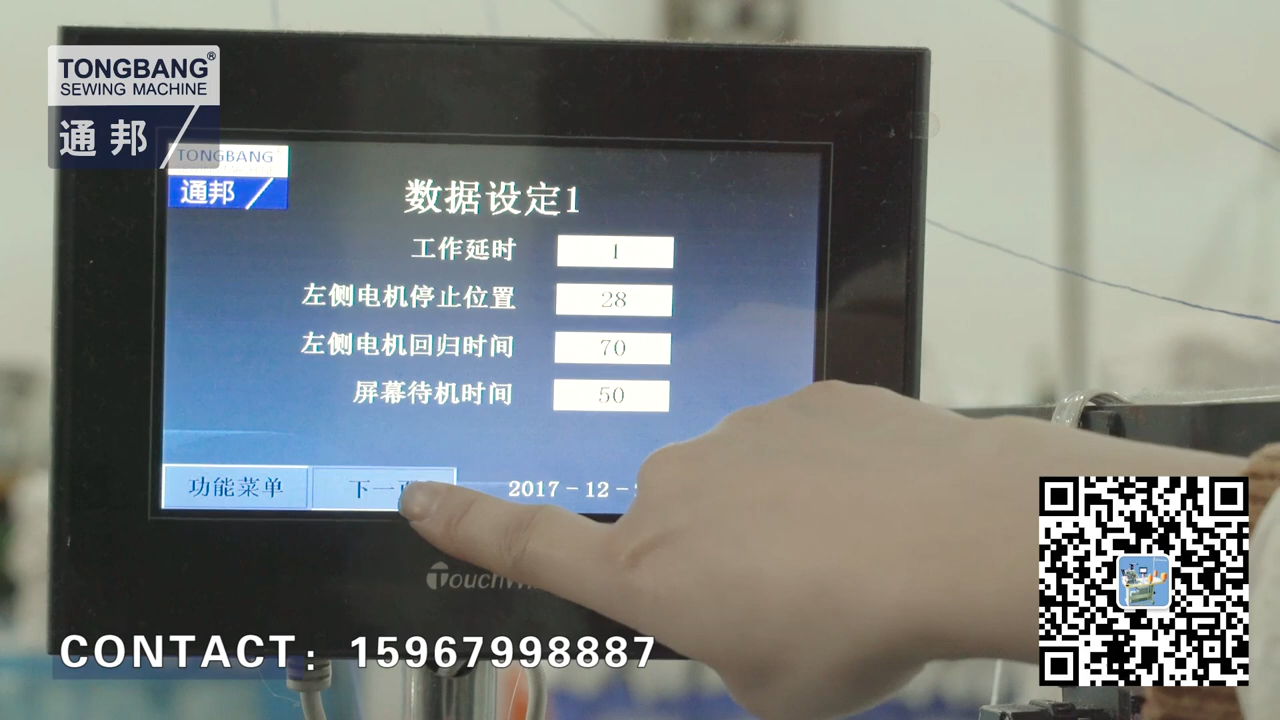 TONGBANG®
SEWING MACHINE
通邦
TONGBANG
通邦
数据设定1
工作延时 1
左侧电机停止位置 28
左侧电机回归时间 70
屏幕待机时间 50
功能菜单 下一 2017-12-
CONTACT：15967998887